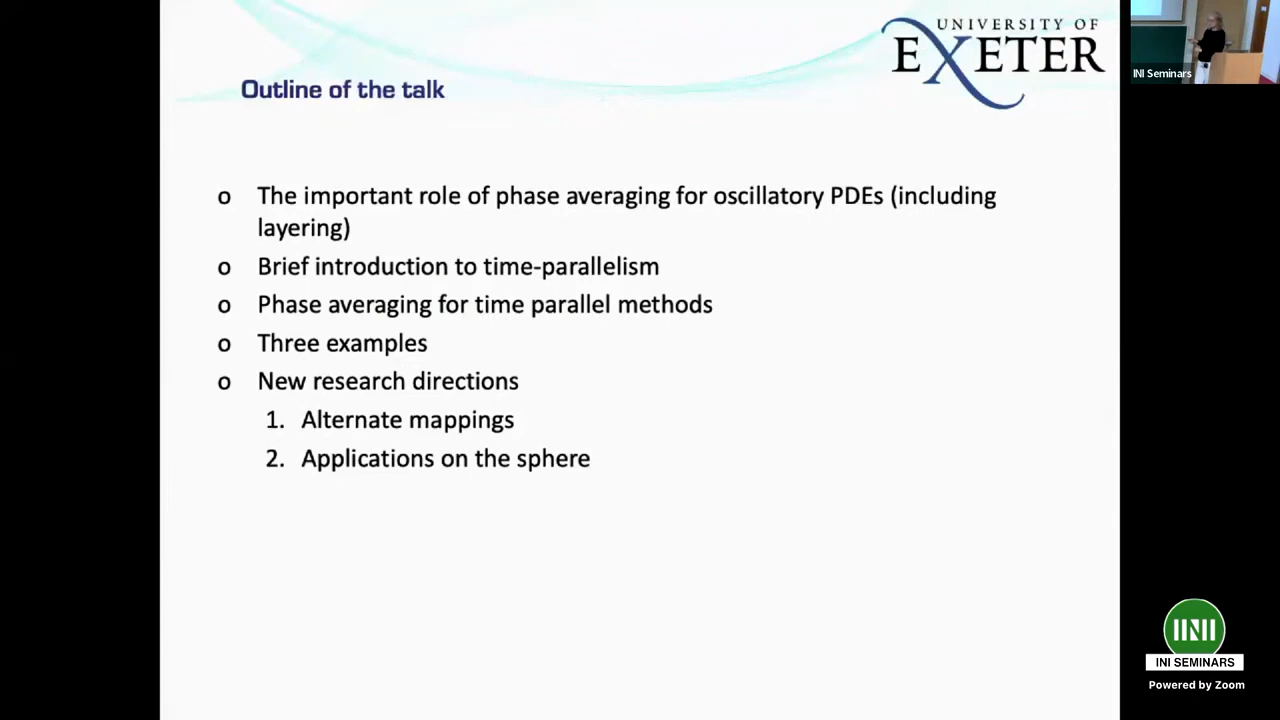 UNIVERSITY OF
EXETER
Outline of the talk
o The important role of phase averaging for oscillatory PDEs (including
layering)
o Brief introduction to time-parallelism
o Phase averaging for time parallel methods
o Three examples
o New research directions
1. Alternate mappings
2. Applications on the sphere
INI Seminars
INI
INI SEMINARS
Powered by Zoom